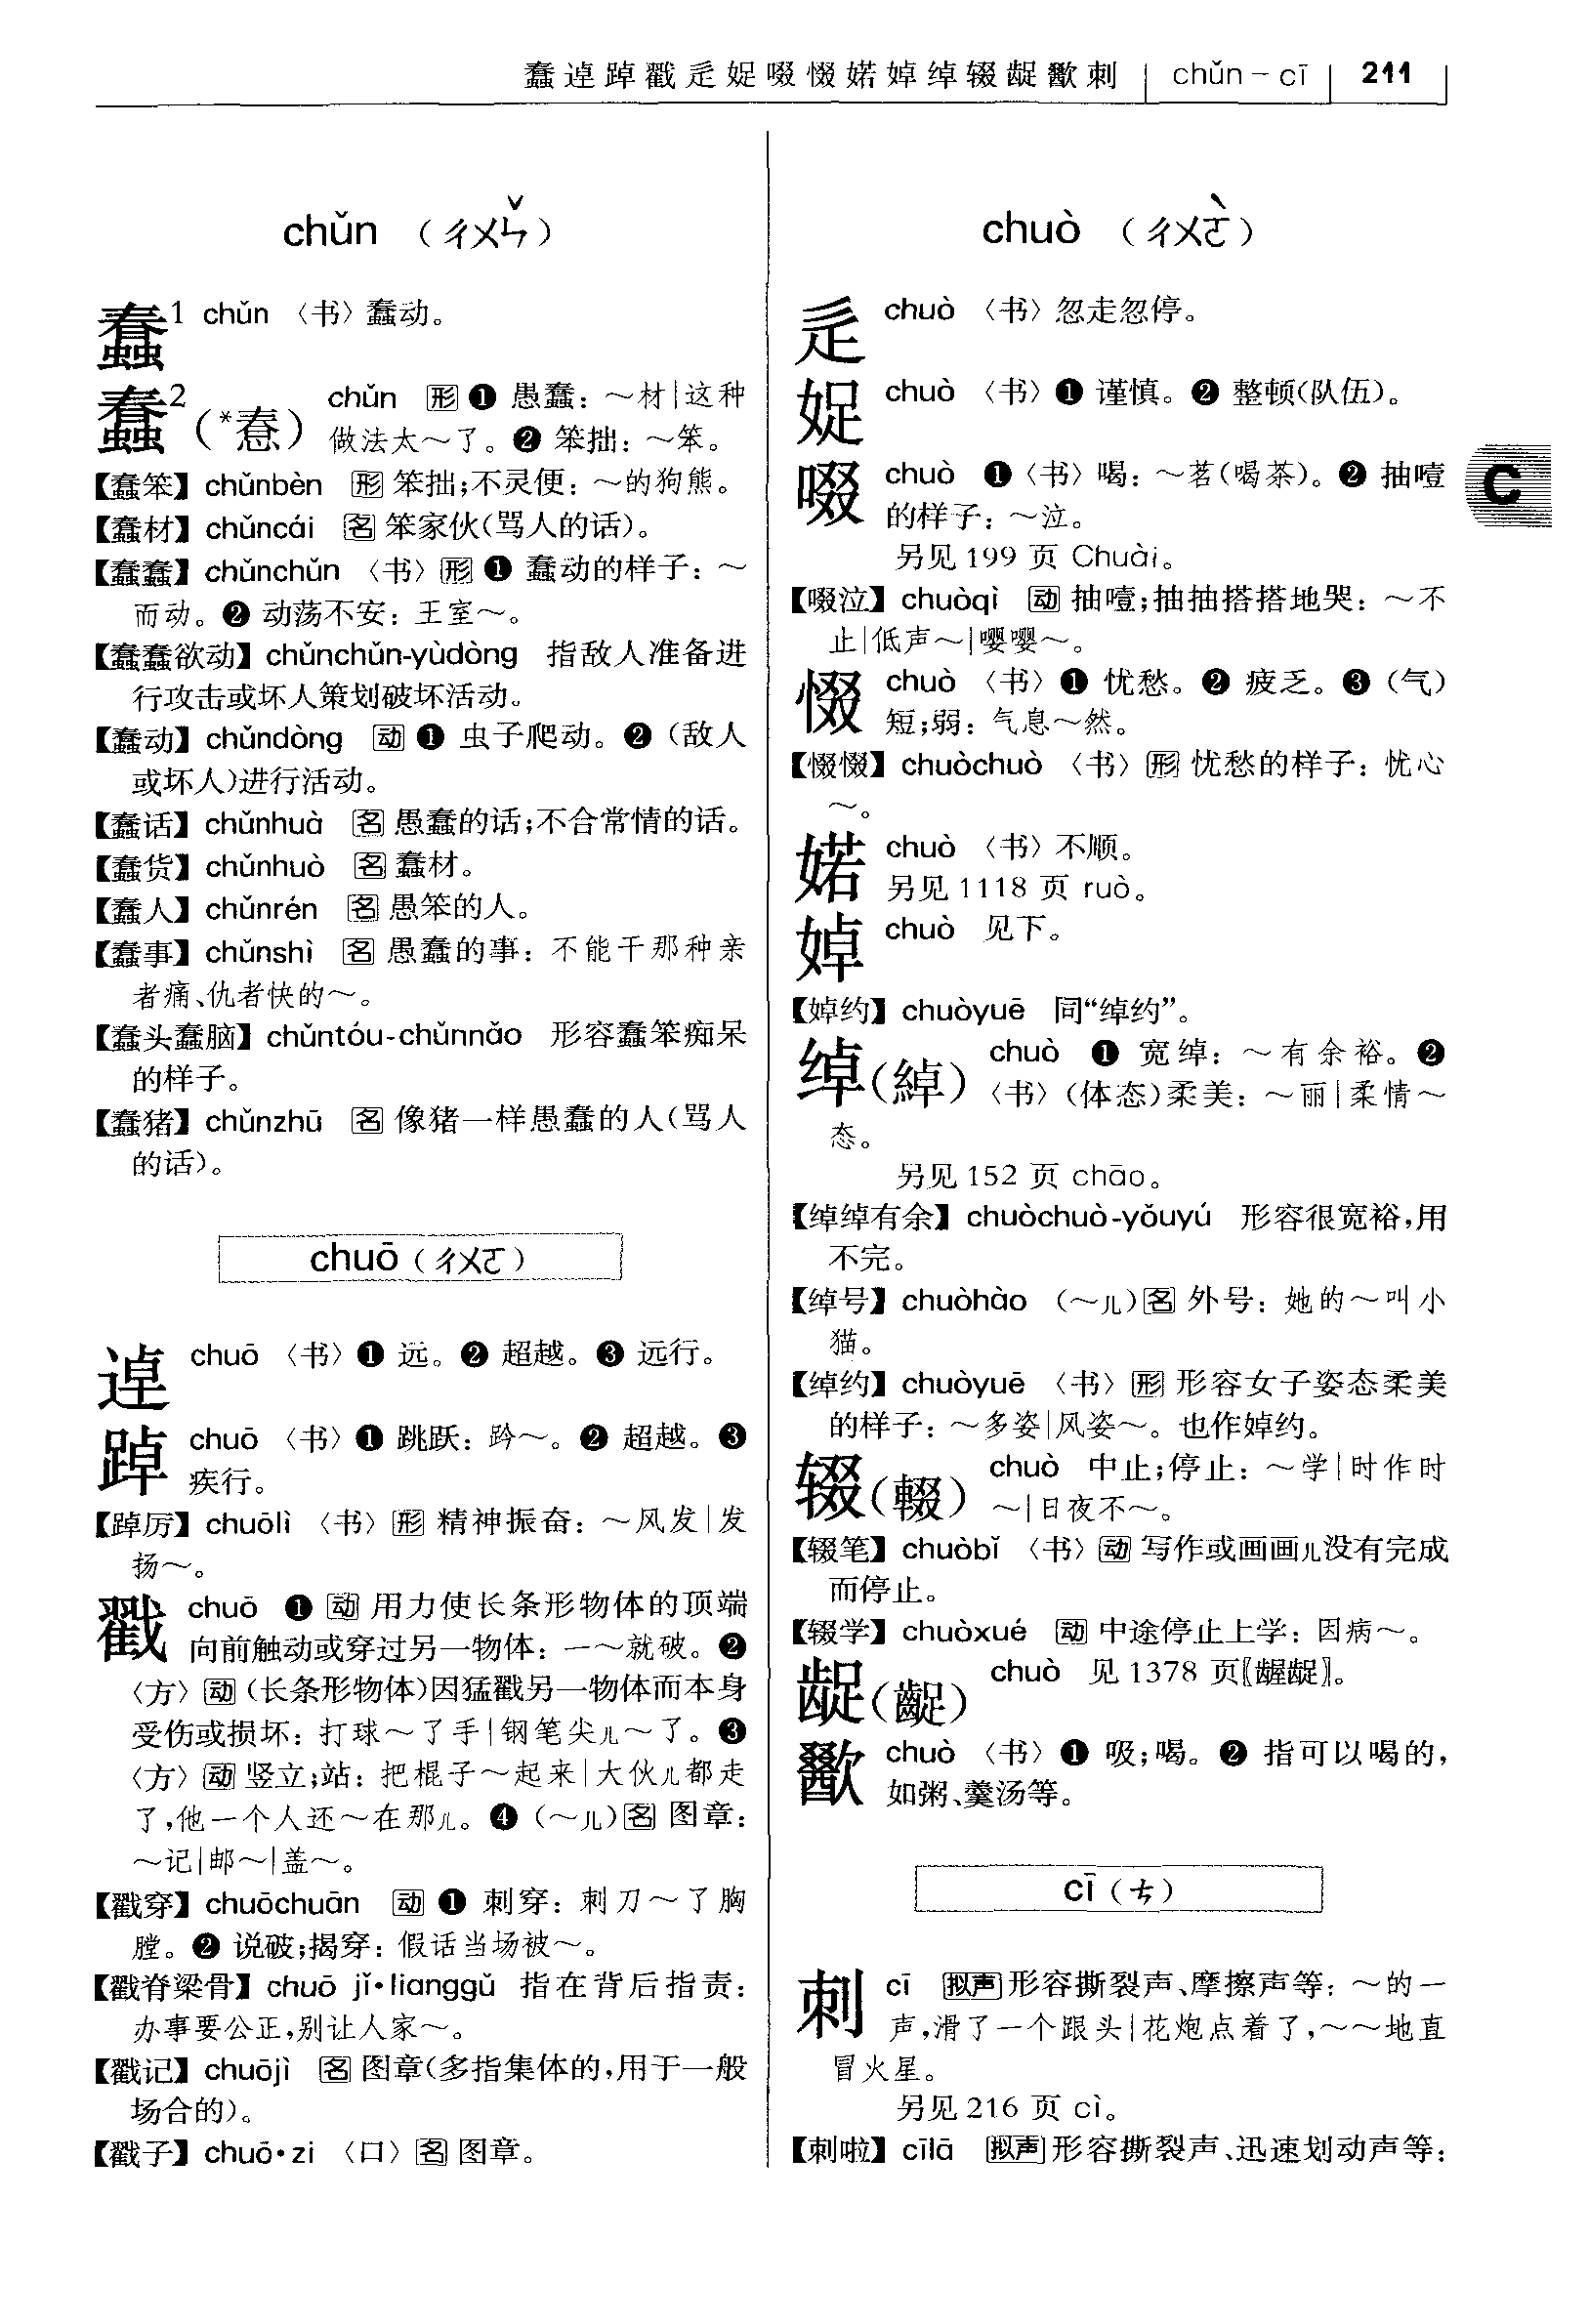 蠢逴踔戳辵娖啜惙婼婥绰辍龊歠刺 chǔn－cī 211
chǔn （ㄔㄨㄣˇ）
蠢1 chǔn 〈书〉蠢动。
蠢2（*惷） chǔn 形 ❶ 愚蠢：～材|这种
做法太～了。❷ 笨拙：～笨。
【蠢笨】chǔnbèn 形 笨拙;不灵便：～的狗熊。
【蠢材】chǔncái 名 笨家伙(骂人的话)。
【蠢蠢】chǔnchǔn 〈书〉形 ❶ 蠢动的样子：～
而动。❷ 动荡不安：王室～。
【蠢蠢欲动】chǔnchǔn-yùdòng 指敌人准备进
行攻击或坏人策划破坏活动。
【蠢动】chǔndòng 动 ❶ 虫子爬动。❷（敌人
或坏人)进行活动。
【蠢话】chǔnhuà 名 愚蠢的话;不合常情的话。
【蠢货】chǔnhuò 名 蠢材。
【蠢人】chǔnrén 名 愚笨的人。
【蠢事】chǔnshì 名 愚蠢的事：不能干那种亲
者痛、仇者快的～。
【蠢头蠢脑】chǔntóu-chǔnnǎo 形容蠢笨痴呆
的样子。
【蠢猪】chǔnzhū 名 像猪一样愚蠢的人(骂人
的话)。
chuō（ㄔㄨㄛ）
逴 chuō 〈书〉❶ 远。❷ 超越。❸ 远行。
踔 chuō 〈书〉❶ 跳跃：趻～。❷ 超越。❸
疾行。
【踔厉】chuōlì 〈书〉形 精神振奋：～风发|发
扬～。
戳 chuō ❶ 动 用力使长条形物体的顶端
向前触动或穿过另一物体：一～就破。❷
〈方〉动（长条形物体)因猛戳另一物体而本身
受伤或损坏：打球～了手|钢笔尖儿～了。❸
〈方〉动 竖立;站：把棍子～起来|大伙儿都走
了,他一个人还～在那儿。❹（～儿)名 图章：
～记|邮～|盖～。
【戳穿】chuōchuān 动 ❶ 刺穿：刺刀～了胸
膛。❷ 说破;揭穿：假话当场被～。
【戳脊梁骨】chuō jǐ•lianggǔ 指在背后指责：
办事要公正,别让人家～。
【戳记】chuōjì 名 图章(多指集体的,用于一般
场合的)。
【戳子】chuō•zi 〈口〉名 图章。
chuò （ㄔㄨㄛˋ）
辵 chuò 〈书〉忽走忽停。
娖 chuò 〈书〉❶ 谨慎。❷ 整顿(队伍)。
啜 chuò ❶〈书〉喝：～茗(喝茶)。❷ 抽噎
的样子：～泣。
另见 199 页 Chuài。
【啜泣】chuòqì 动 抽噎;抽抽搭搭地哭：～不
止|低声～|嘤嘤～。
惙 chuò 〈书〉❶ 忧愁。❷ 疲乏。❸（气）
短;弱：气息～然。
【惙惙】chuòchuò 〈书〉形 忧愁的样子：忧心
～。
婼 chuò 〈书〉不顺。
另见 1118 页 ruò。
婥 chuò 见下。
【婥约】chuòyuē 同“绰约”。
绰（綽） chuò ❶ 宽绰：～有余裕。❷
〈书〉（体态)柔美：～丽|柔情～
态。
另见 152 页 chāo。
【绰绰有余】chuòchuò-yǒuyú 形容很宽裕,用
不完。
【绰号】chuòhào （～儿)名 外号：她的～叫小
猫。
【绰约】chuòyuē 〈书〉形 形容女子姿态柔美
的样子：～多姿|风姿～。也作婥约。
辍（輟） chuò 中止;停止：～学|时作时
～|日夜不～。
【辍笔】chuòbǐ 〈书〉动 写作或画画儿没有完成
而停止。
【辍学】chuòxué 动 中途停止上学：因病～。
龊（齪） chuò 见 1378 页〖龌龊〗。
歠 chuò 〈书〉❶ 吸;喝。❷ 指可以喝的,
如粥、羹汤等。
C
cī（ㄘ）
刺 cī 拟声 形容撕裂声、摩擦声等：～的一
声,滑了一个跟头|花炮点着了,～～地直
冒火星。
另见 216 页 cì。
【刺啦】cīlā 拟声 形容撕裂声、迅速划动声等：